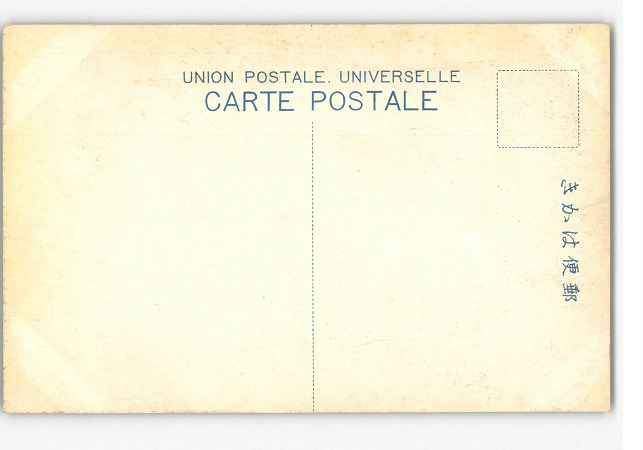 UNION POSTALE. UNIVERSELLE
CARTE POSTALE
郵便はかき